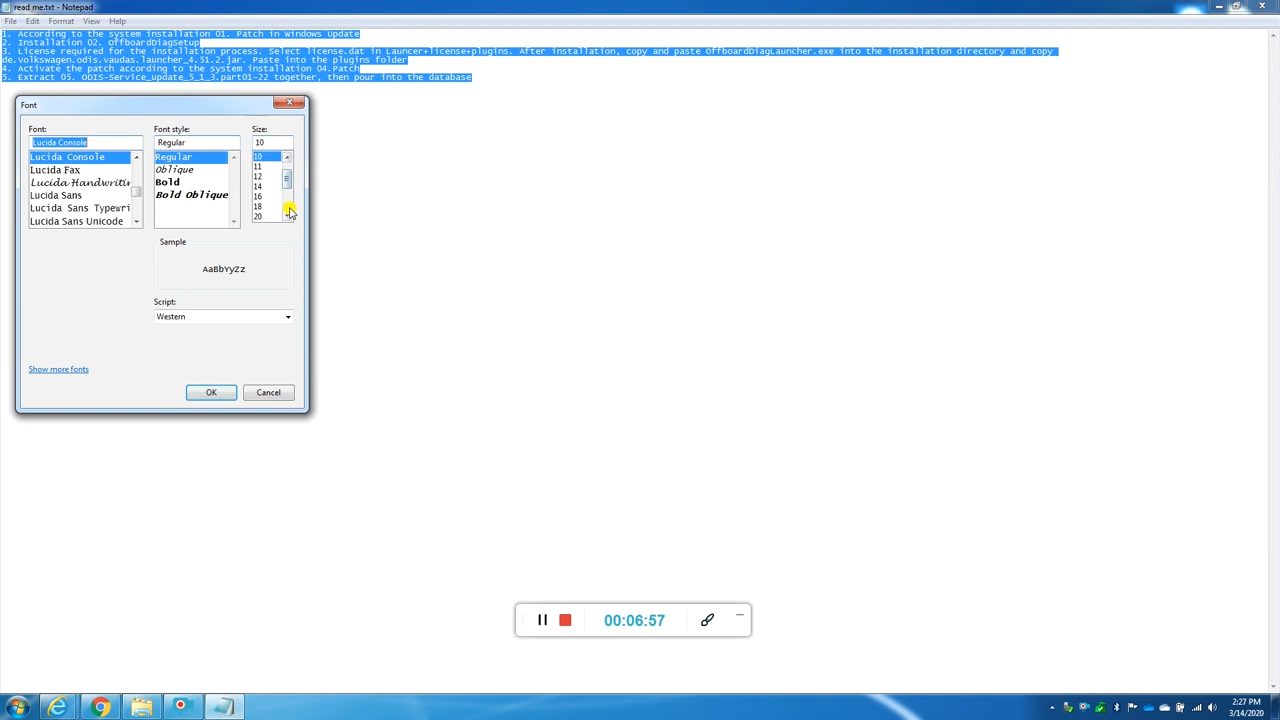 read me.txt - Notepad
File Edit Format View Help
1. According to the system installation 01. Patch in Windows Update
2. Installation 02. OffboardDiagSetup
3. License required for the installation process. Select license.dat in Launcer+license+plugins. After installation, copy and paste OffboardDiagLauncher.exe into the installation directory and copy
de.volkswagen.odis.vaudas.launcher_4.51.2.jar. Paste into the plugins folder
4. Activate the patch according to the system installation 04.Patch
5. Extract 05. ODIS-Service_update_5_1_3.part01-22 together, then pour into the database
Font
Font: Font style: Size:
Lucida Console Regular 10
Lucida Console Regular 10
Lucida Fax Oblique 11
Lucida Handwritin Bold 12
Lucida Sans Bold Oblique 14
Lucida Sans Typewri 16
Lucida Sans Unicode 18
20
Sample
AaBbYyZz
Script:
Western
Show more fonts
OK Cancel
00:06:57
2:27 PM
3/14/2020